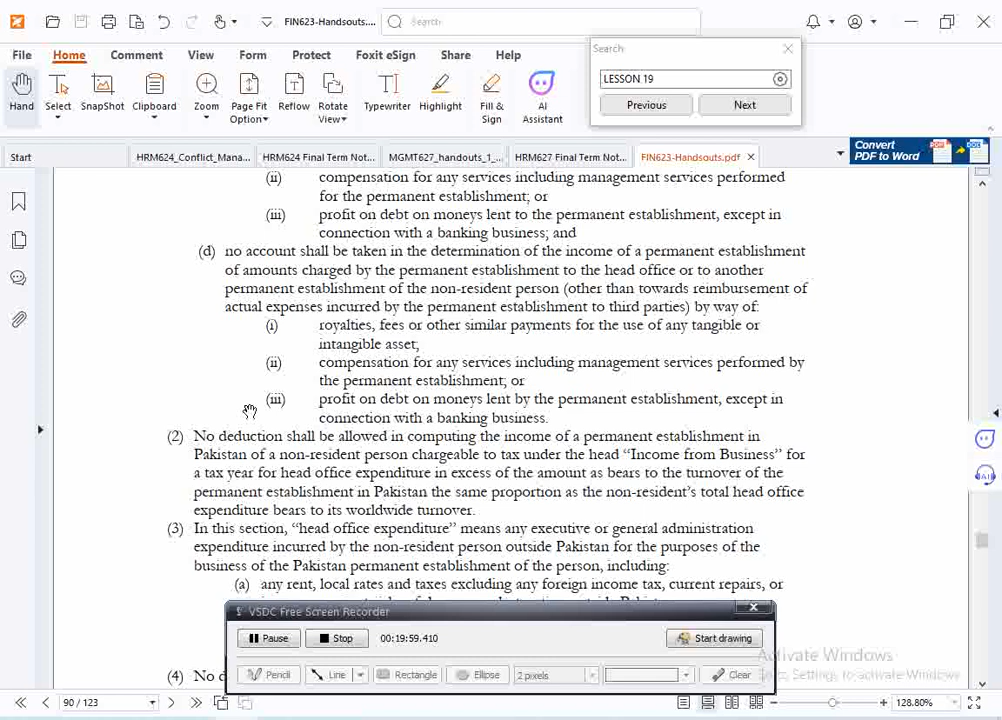 FIN623-Handsouts....
Search
File Home Comment View Form Protect Foxit eSign Share Help
Search:
LESSON 19
Previous Next
Hand Select SnapShot Clipboard Zoom Page Fit Option Reflow Rotate View Typewriter Highlight Fill & Sign AI Assistant
Start HRM624_Conflict_Mana... HRM624 Final Term Not... MGMT627_handouts_1_... HRM627 Final Term Not... FIN623-Handsouts.pdf
Convert PDF to Word
(ii) compensation for any services including management services performed
for the permanent establishment; or
(iii) profit on debt on moneys lent to the permanent establishment, except in
connection with a banking business; and
(d) no account shall be taken in the determination of the income of a permanent establishment
of amounts charged by the permanent establishment to the head office or to another
permanent establishment of the non-resident person (other than towards reimbursement of
actual expenses incurred by the permanent establishment to third parties) by way of:
(i) royalties, fees or other similar payments for the use of any tangible or
intangible asset;
(ii) compensation for any services including management services performed by
the permanent establishment; or
(iii) profit on debt on moneys lent by the permanent establishment, except in
connection with a banking business.
(2) No deduction shall be allowed in computing the income of a permanent establishment in
Pakistan of a non-resident person chargeable to tax under the head “Income from Business” for
a tax year for head office expenditure in excess of the amount as bears to the turnover of the
permanent establishment in Pakistan the same proportion as the non-resident’s total head office
expenditure bears to its worldwide turnover.
(3) In this section, “head office expenditure” means any executive or general administration
expenditure incurred by the non-resident person outside Pakistan for the purposes of the
business of the Pakistan permanent establishment of the person, including:
(a) any rent, local rates and taxes excluding any foreign income tax, current repairs, or
VSDC Free Screen Recorder
Pause Stop 00:19:59.410 Start drawing
Activate Windows
Go to Settings to activate Windows.
Pencil Line Rectangle Ellipse 2 pixels Clear
(4) No d
90 / 123
128.80%